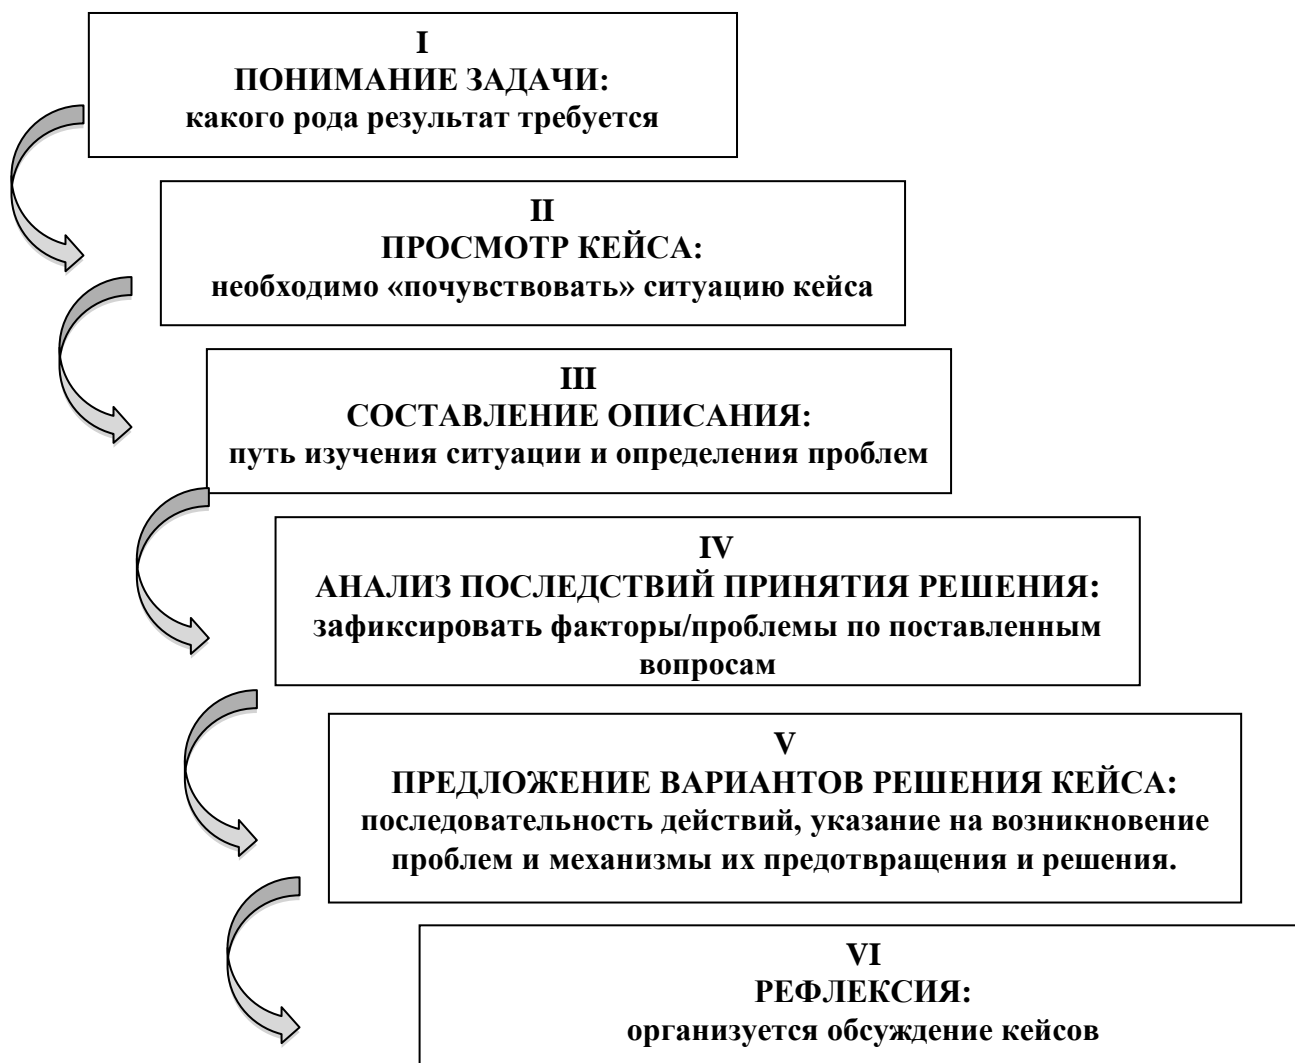 I
ПОНИМАНИЕ ЗАДАЧИ:
какого рода результат требуется
II
ПРОСМОТР КЕЙСА:
необходимо «почувствовать» ситуацию кейса
III
СОСТАВЛЕНИЕ ОПИСАНИЯ:
путь изучения ситуации и определения проблем
IV
АНАЛИЗ ПОСЛЕДСТВИЙ ПРИНЯТИЯ РЕШЕНИЯ:
зафиксировать факторы/проблемы по поставленным
вопросам
V
ПРЕДЛОЖЕНИЕ ВАРИАНТОВ РЕШЕНИЯ КЕЙСА:
последовательность действий, указание на возникновение
проблем и механизмы их предотвращения и решения.
VI
РЕФЛЕКСИЯ:
организуется обсуждение кейсов